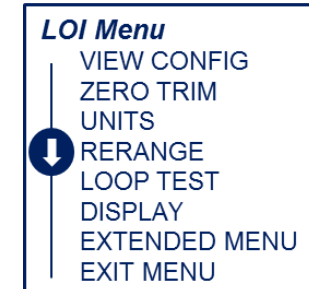 LOI Menu
VIEW CONFIG
ZERO TRIM
UNITS
RERANGE
LOOP TEST
DISPLAY
EXTENDED MENU
EXIT MENU